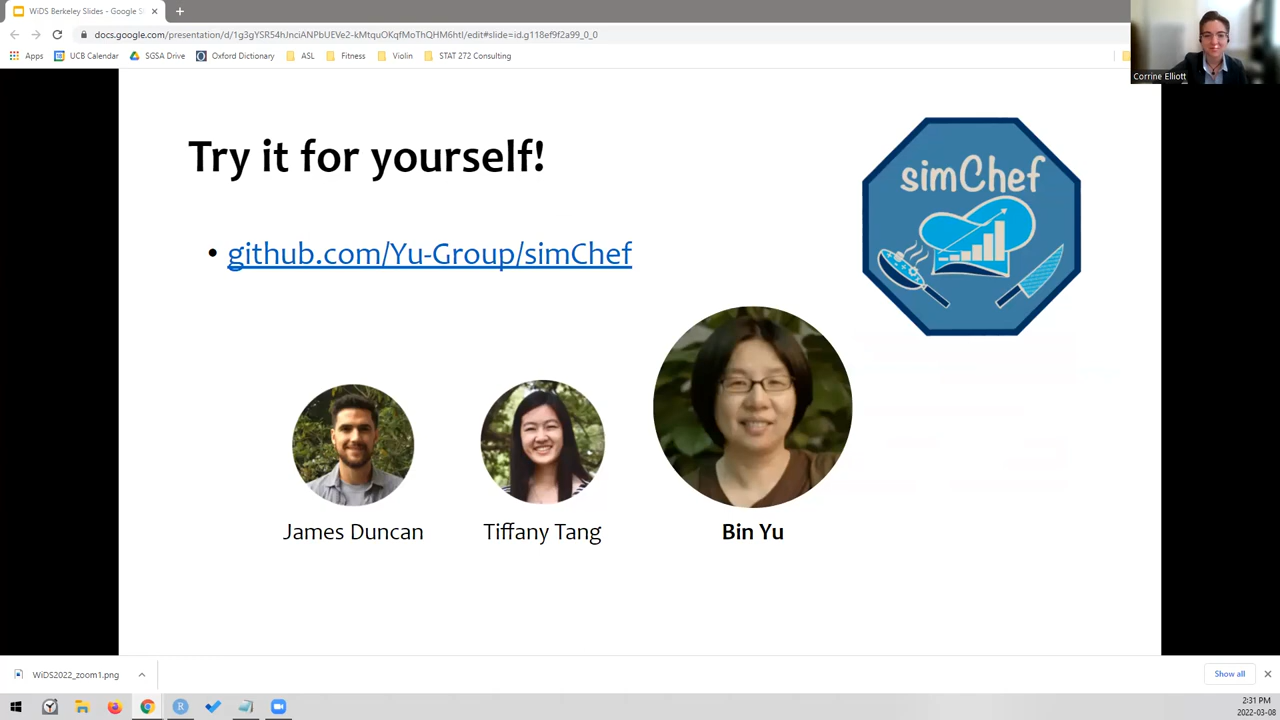 WiDS Berkeley Slides - Google S
docs.google.com/presentation/d/1g3gYSR54hJnciANPbUEVe2-kMtquOKqfMoThQHM6htI/edit#slide=id.g118ef9f2a99_0_0
Apps UCB Calendar SGSA Drive Oxford Dictionary ASL Fitness Violin STAT 272 Consulting
Corrine Elliott
Try it for yourself!
simChef
• github.com/Yu-Group/simChef
James Duncan Tiffany Tang Bin Yu
WiDS2022_zoom1.png
Show all
2:31 PM
2022-03-08